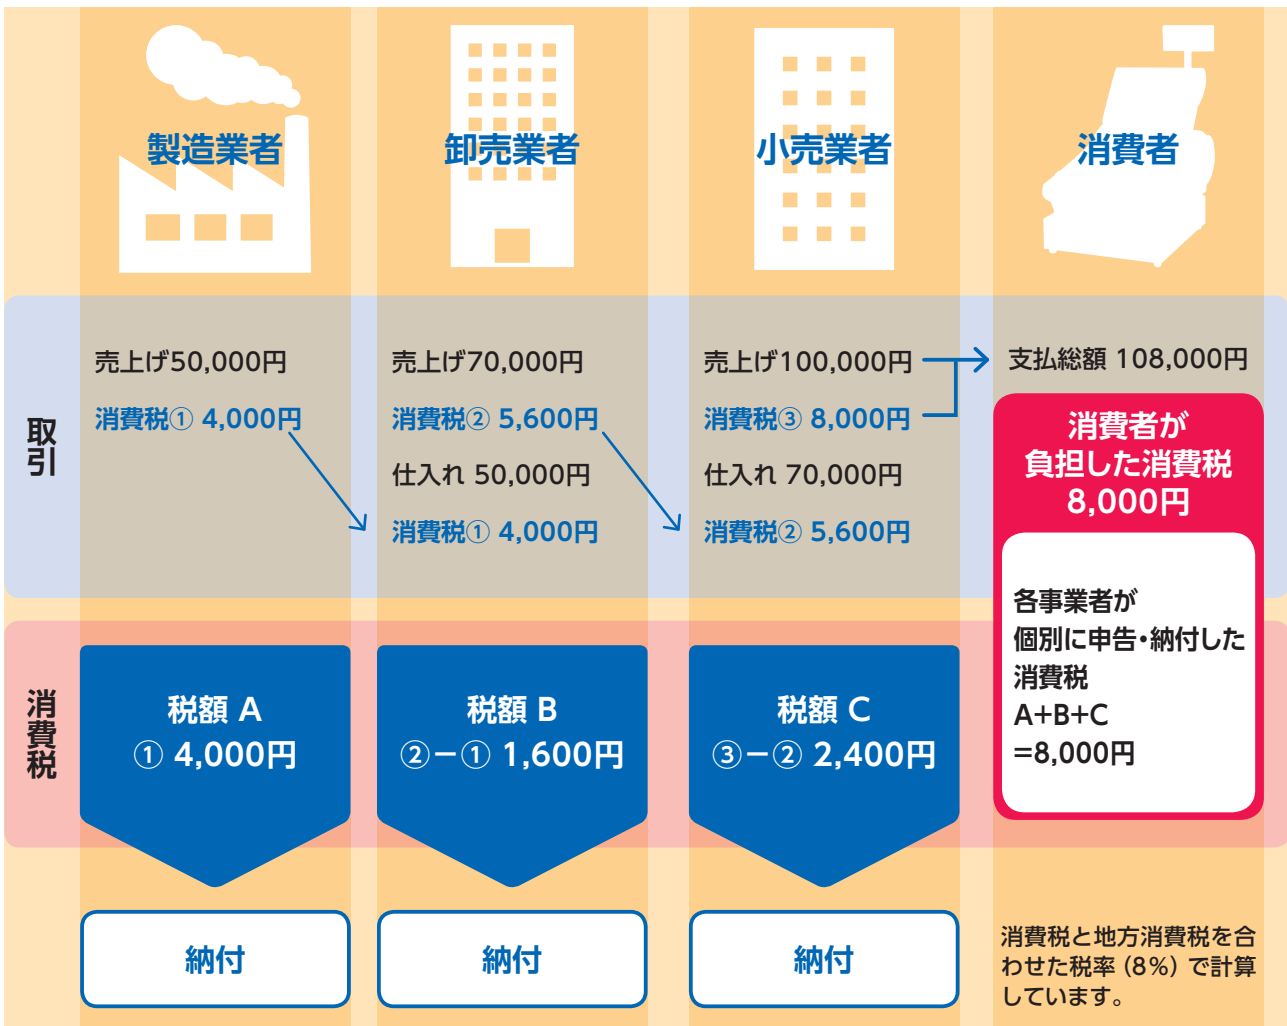 製造業者
卸売業者
小売業者
消費者
取引
売上げ50,000円
消費税① 4,000円
売上げ70,000円
消費税② 5,600円
仕入れ 50,000円
消費税① 4,000円
売上げ100,000円
消費税③ 8,000円
仕入れ 70,000円
消費税② 5,600円
支払総額 108,000円
消費者が
負担した消費税
8,000円
各事業者が
個別に申告・納付した
消費税
A+B+C
=8,000円
消費税
税額 A
① 4,000円
税額 B
②−① 1,600円
税額 C
③−② 2,400円
納付
納付
納付
消費税と地方消費税を合
わせた税率（8％）で計算
しています。